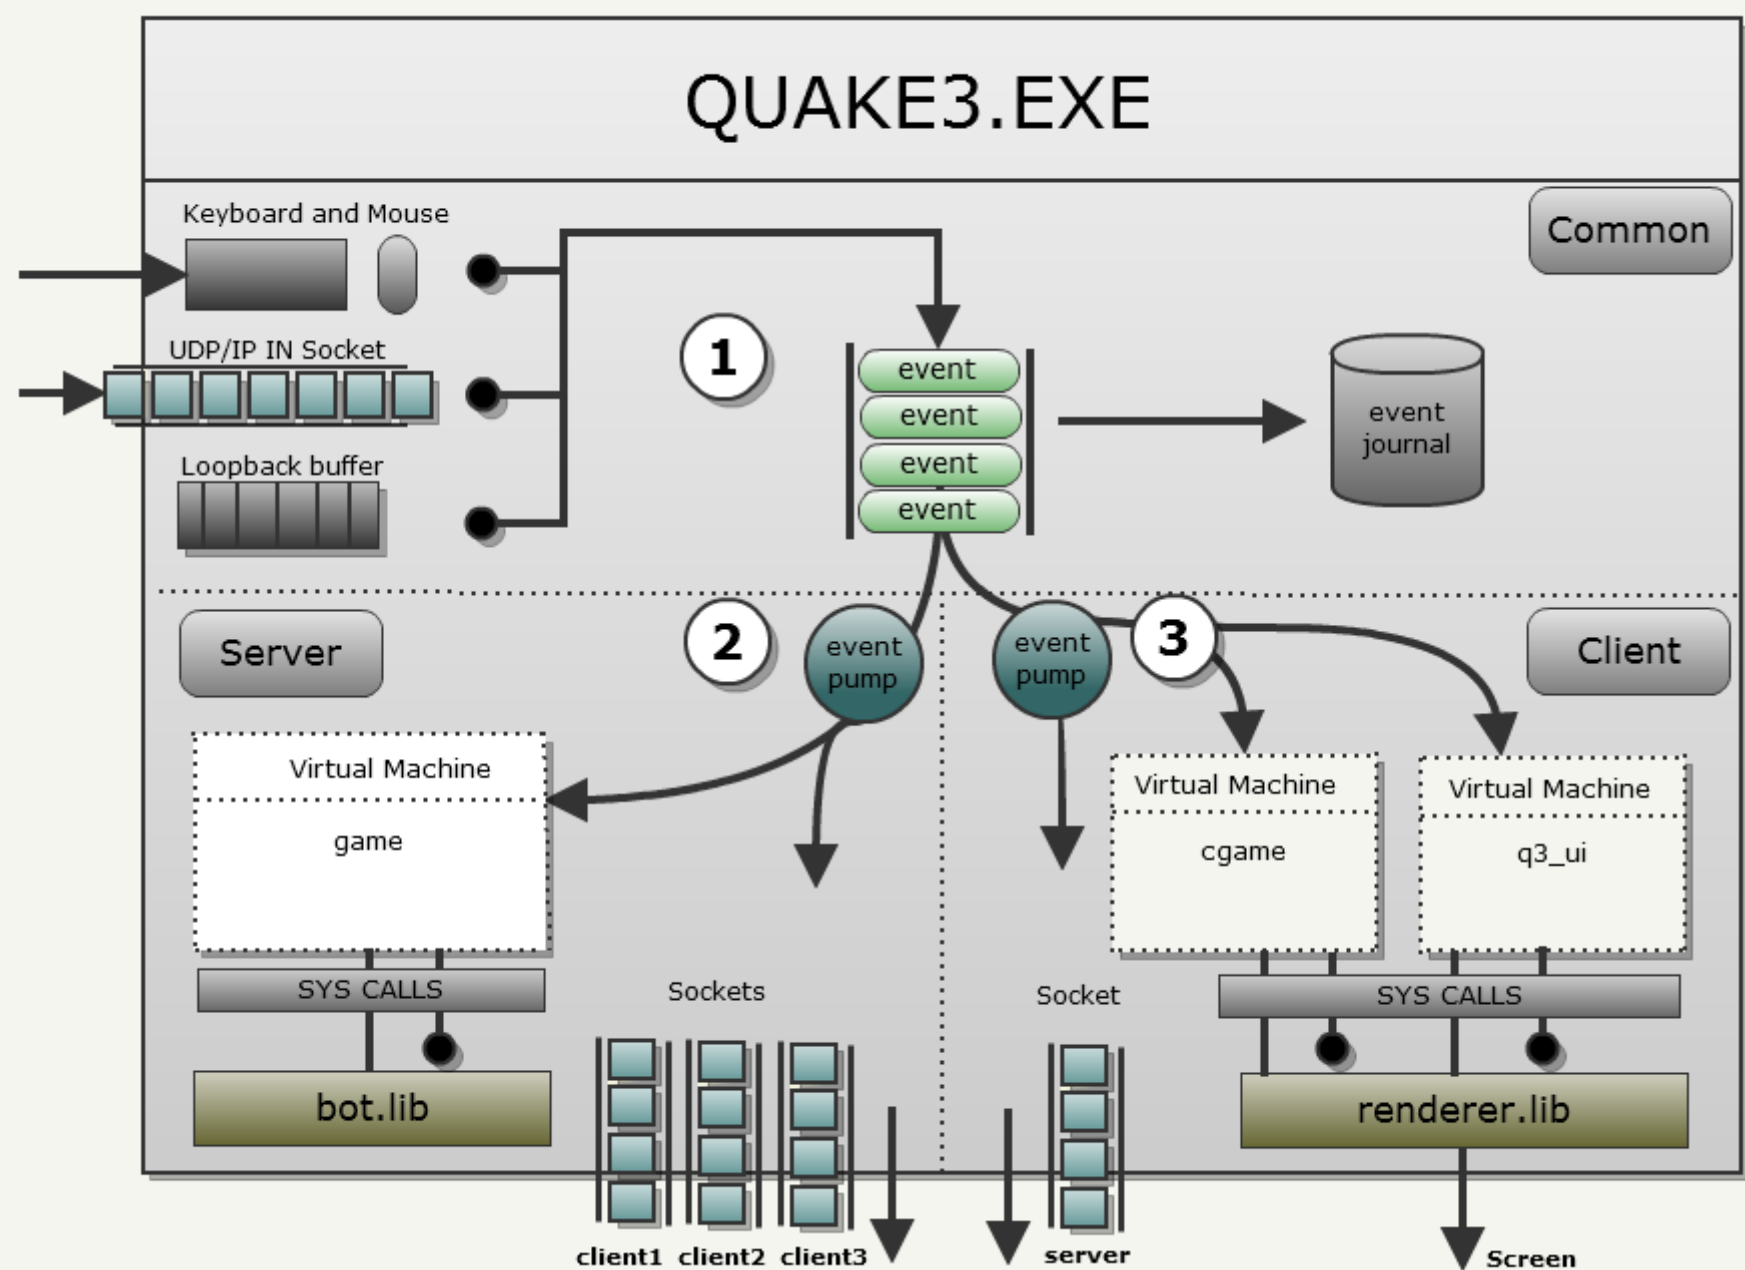 QUAKE3.EXE
Common
Keyboard and Mouse
UDP/IP IN Socket
Loopback buffer
1
event
event
event
event
event
journal
Server
2
event
pump
event
pump
3
Client
Virtual Machine
game
Virtual Machine
cgame
Virtual Machine
q3_ui
SYS CALLS
Sockets
Socket
SYS CALLS
bot.lib
renderer.lib
client1 client2 client3
server
Screen